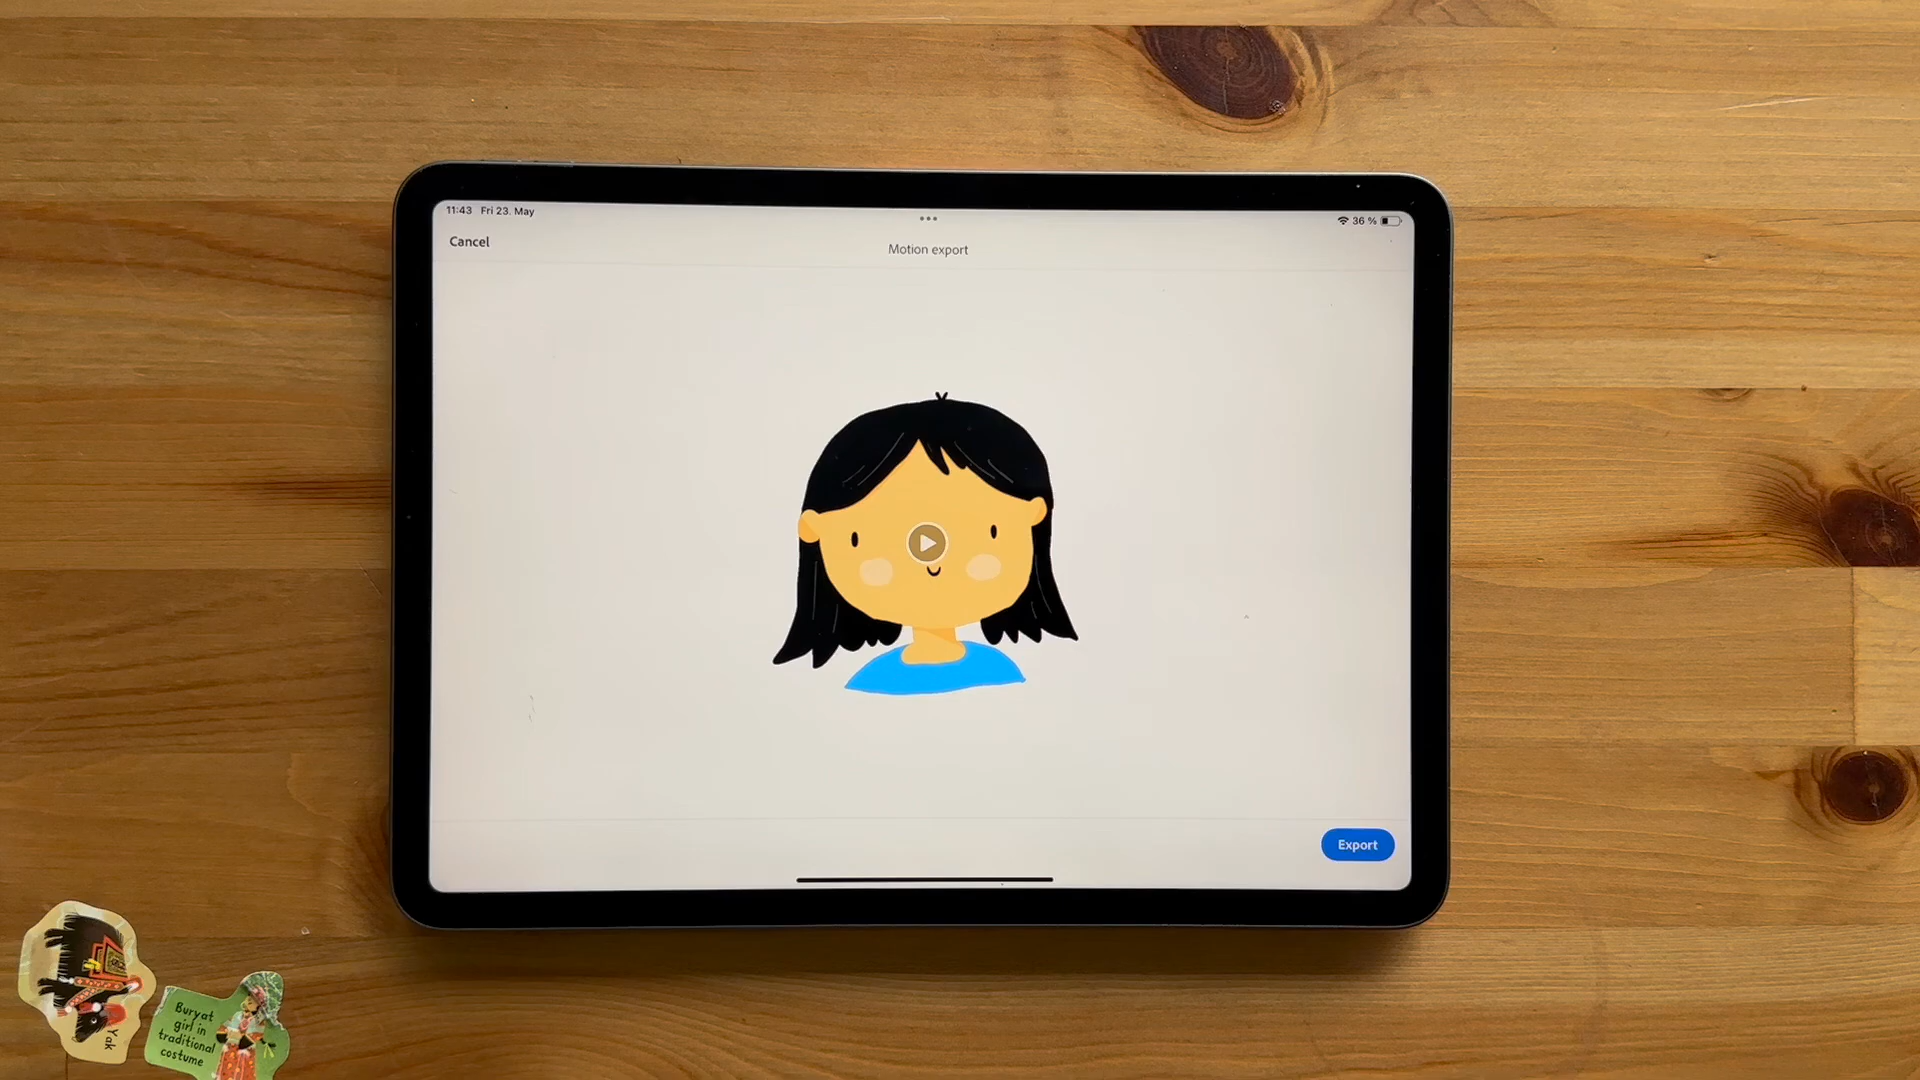 11:43 Fri 23. May
36 %
Cancel
Motion export
Export
Yak
Buryat
girl in
traditional
costume